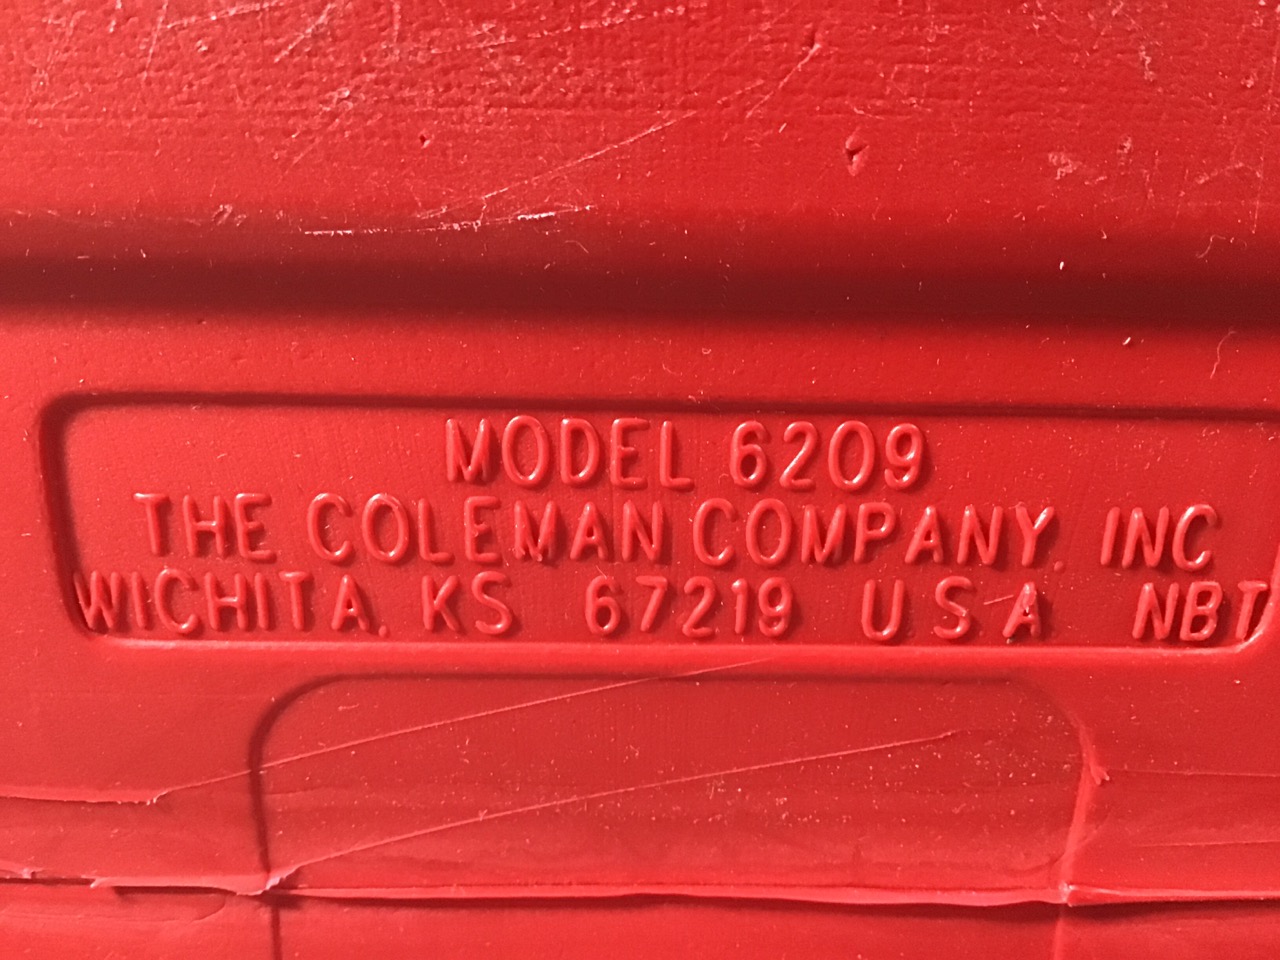 MODEL 6209
THE COLEMAN COMPANY, INC
WICHITA, KS 67219 U.S.A NBT